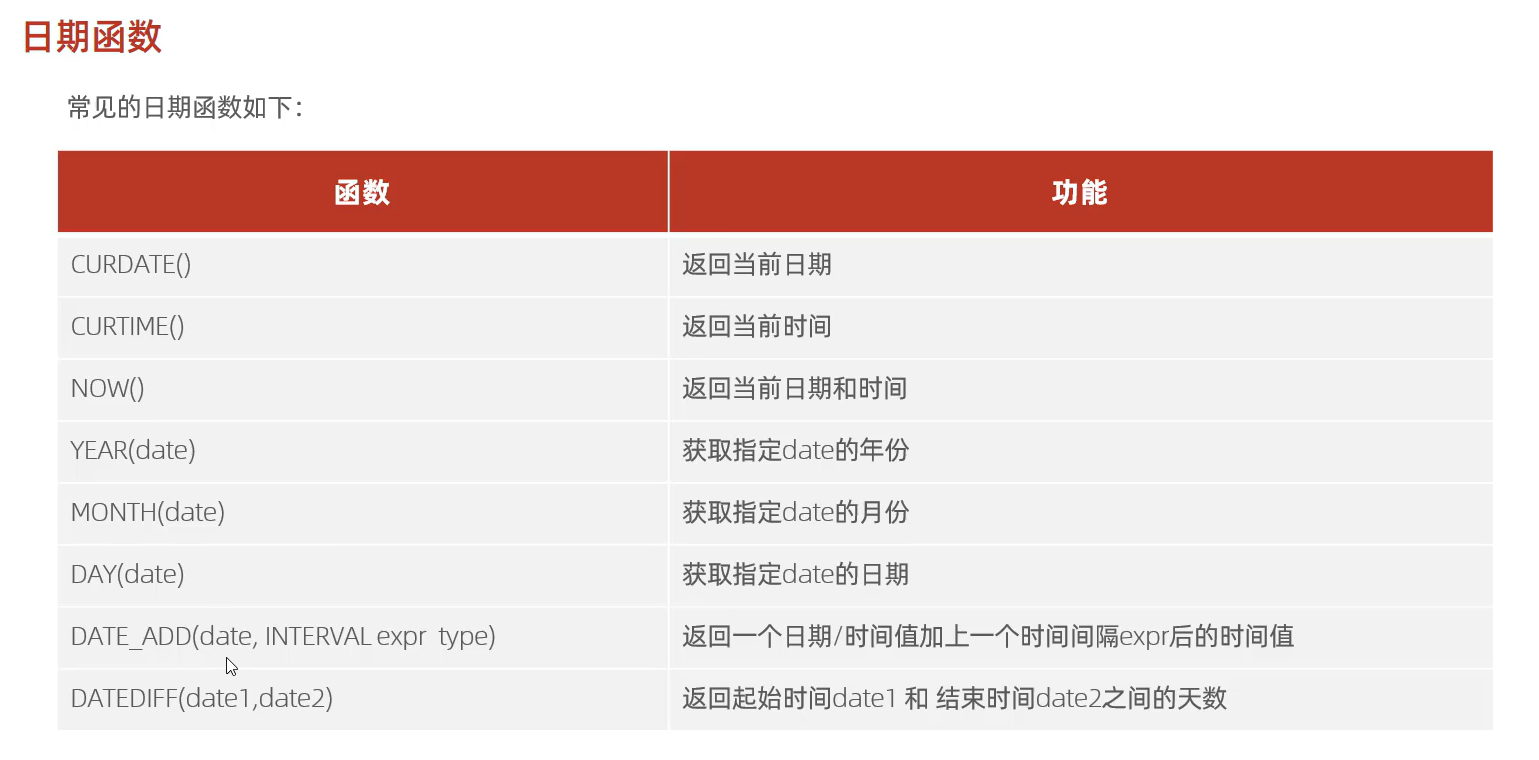 日期函数
常见的日期函数如下：
函数 功能
CURDATE() 返回当前日期
CURTIME() 返回当前时间
NOW() 返回当前日期和时间
YEAR(date) 获取指定date的年份
MONTH(date) 获取指定date的月份
DAY(date) 获取指定date的日期
DATE_ADD(date, INTERVAL expr type) 返回一个日期/时间值加上一个时间间隔expr后的时间值
DATEDIFF(date1,date2) 返回起始时间date1 和 结束时间date2之间的天数